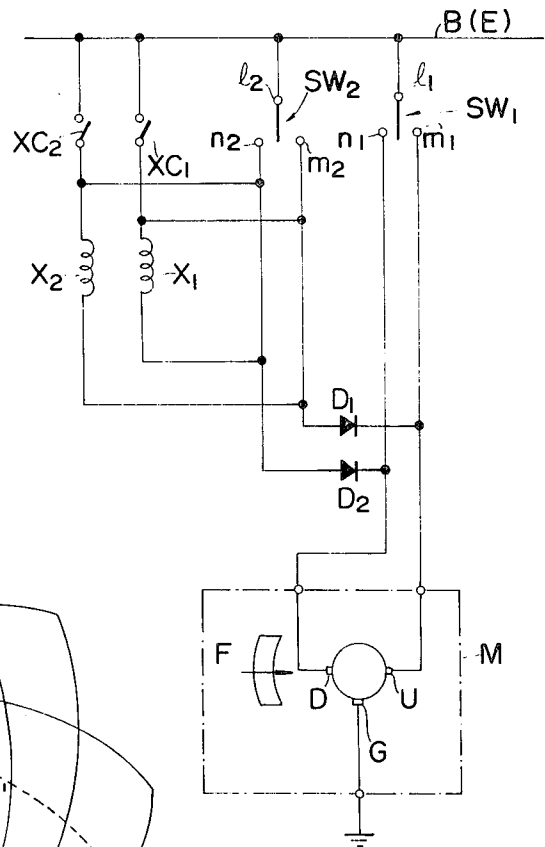 B(E)
l₂
SW₂
l₁
SW₁
XC₂
XC₁
n₂
m₂
n₁
m₁
X₂
X₁
D₁
D₂
F
M
D
U
G